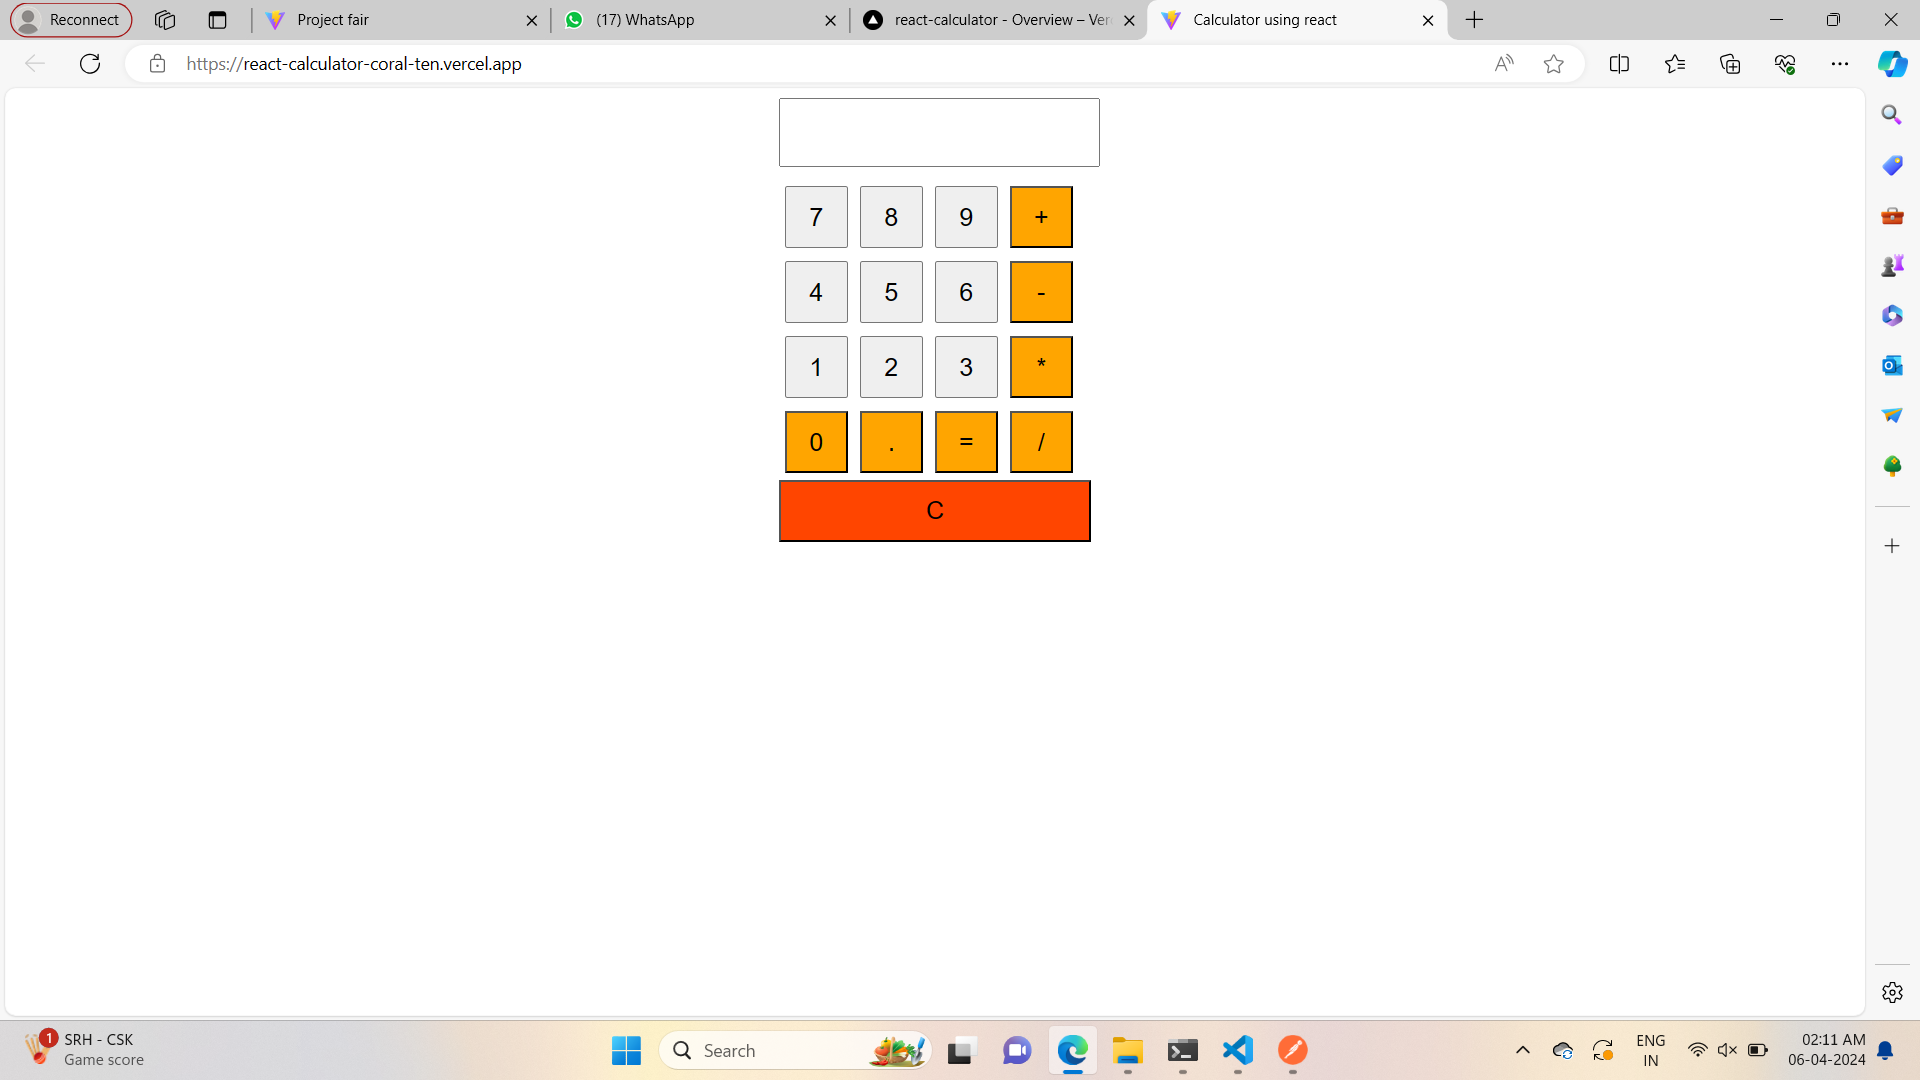 Reconnect
Project fair
(17) WhatsApp
react-calculator - Overview – Ver
Calculator using react
https://react-calculator-coral-ten.vercel.app
7 8 9 +
4 5 6 -
1 2 3 *
0 . = /
C
1
SRH - CSK
Game score
Search
ENG
IN
02:11 AM
06-04-2024